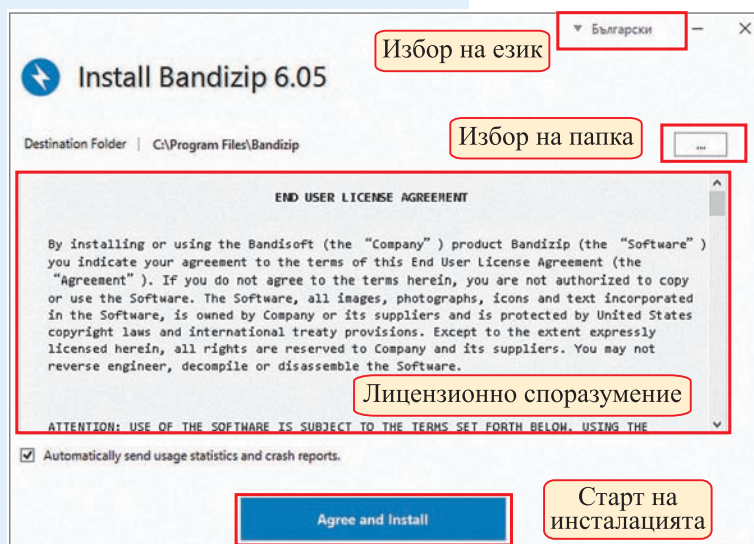 ▼ Български
Избор на език
Install Bandizip 6.05
Destination Folder | C:\Program Files\Bandizip
Избор на папка
...
END USER LICENSE AGREEMENT
By installing or using the Bandisoft (the “Company” ) product Bandizip (the “Software” )
you indicate your agreement to the terms of this End User License Agreement (the
“Agreement” ). If you do not agree to the terms herein, you are not authorized to copy
or use the Software. The Software, all images, photographs, icons and text incorporated
in the Software, is owned by Company or its suppliers and is protected by United States
copyright laws and international treaty provisions. Except to the extent expressly
licensed herein, all rights are reserved to Company and its suppliers. You may not
reverse engineer, decompile or disassemble the Software.
Лицензионно споразумение
ATTENTION: USE OF THE SOFTWARE IS SUBJECT TO THE TERMS SET FORTH BELOW. USING THE
Automatically send usage statistics and crash reports.
Agree and Install
Старт на
инсталацията